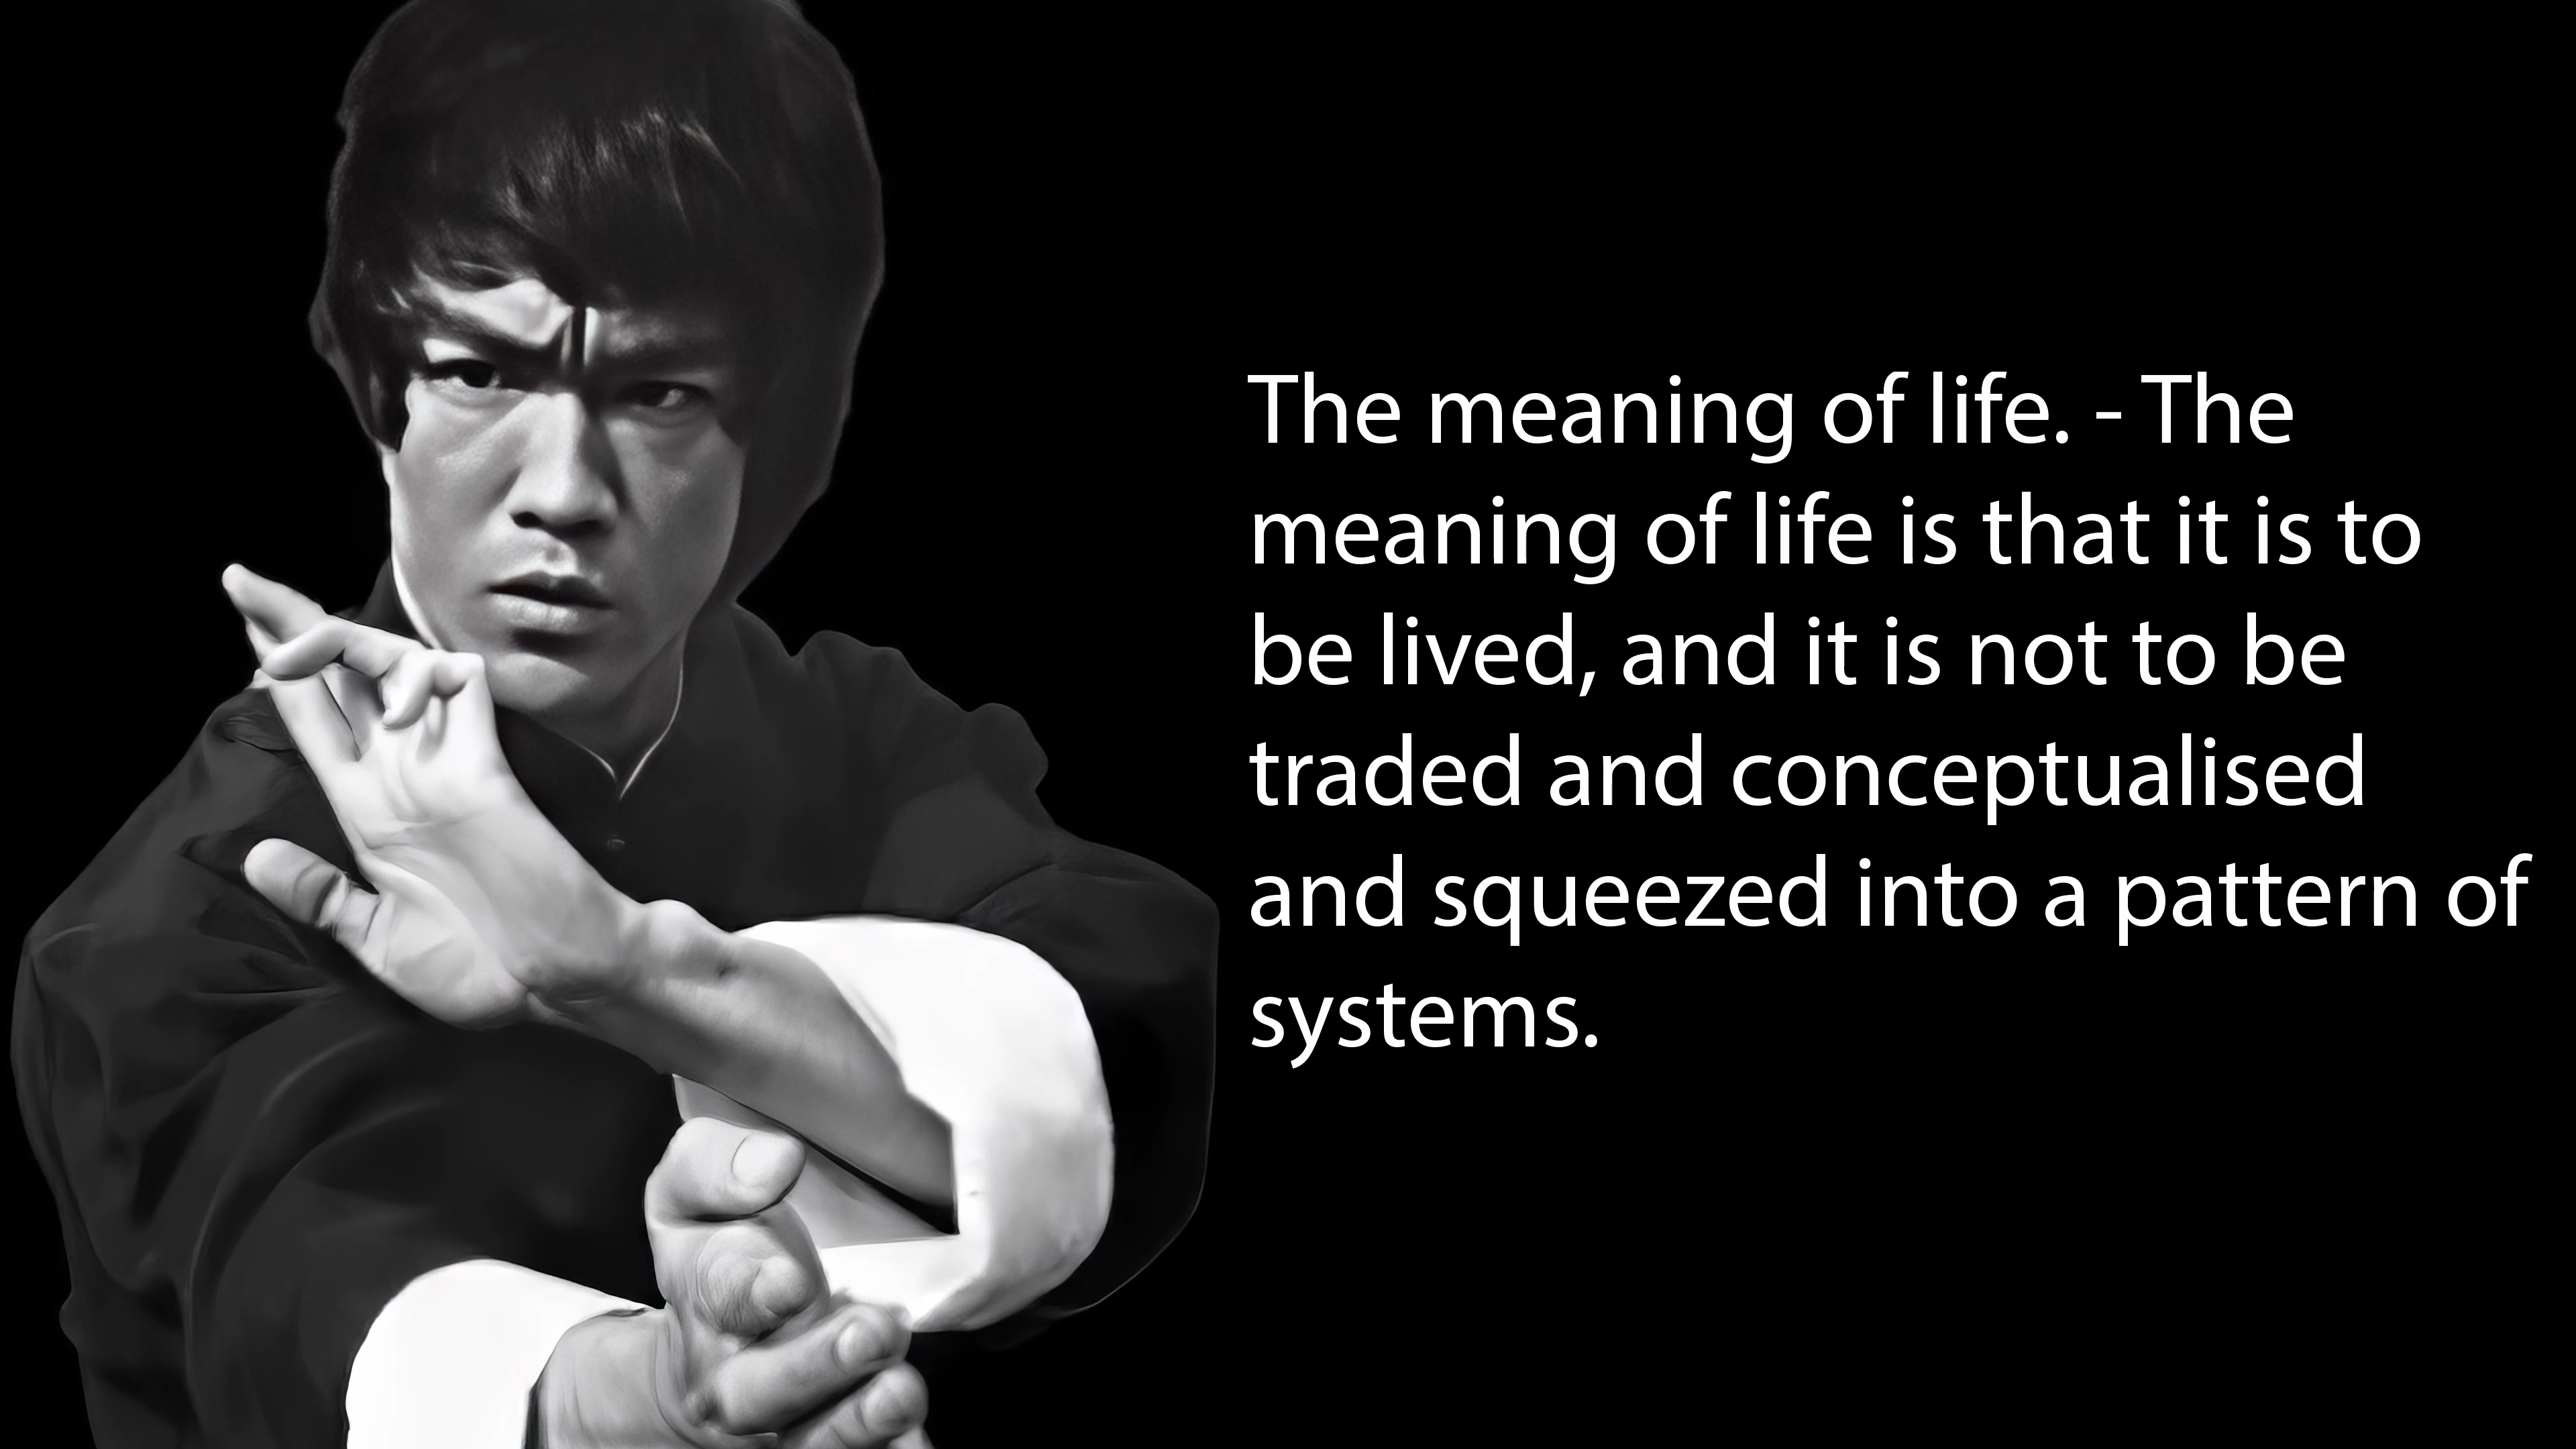 The meaning of life. - The
meaning of life is that it is to
be lived, and it is not to be
traded and conceptualised
and squeezed into a pattern of
systems.